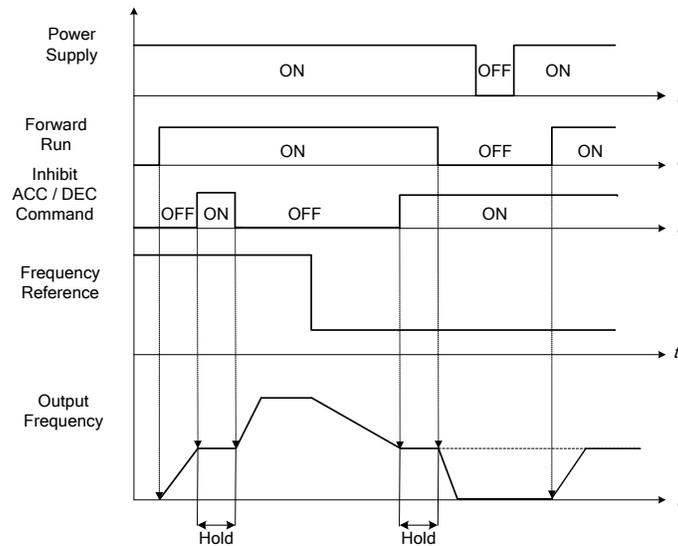 Power
Supply
ON
OFF
ON
Forward
Run
ON
OFF
ON
Inhibit
ACC / DEC
Command
OFF
ON
OFF
ON
Frequency
Reference
t
Output
Frequency
Hold
Hold